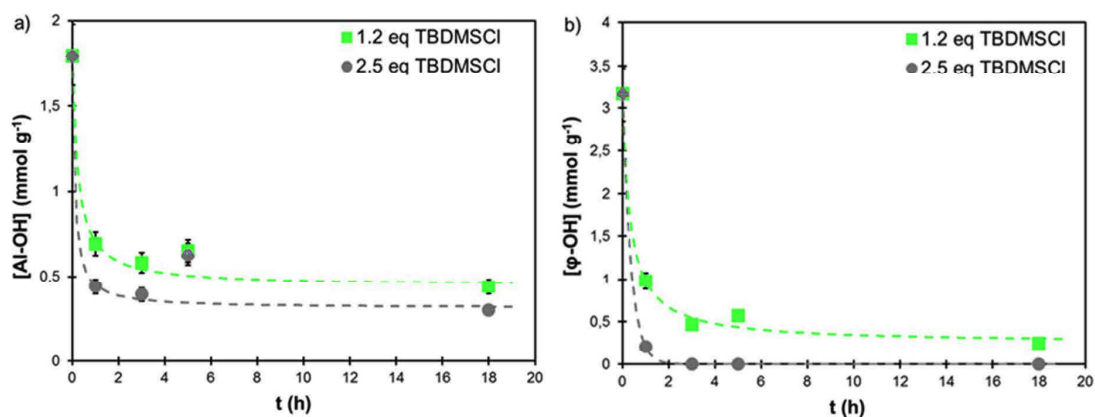 a)
1.2 eq TBDMSCl
2.5 eq TBDMSCl
[Al-OH] (mmol g-1)
2
1,5
1
0.5
0
0 2 4 6 8 10 12 14 16 18 20
t (h)
b)
1.2 eq TBDMSCl
2.5 eq TBDMSCl
[φ-OH] (mmol g-1)
4
3,5
3
2,5
2
1,5
1
0,5
0
0 2 4 6 8 10 12 14 16 18 20
t (h)